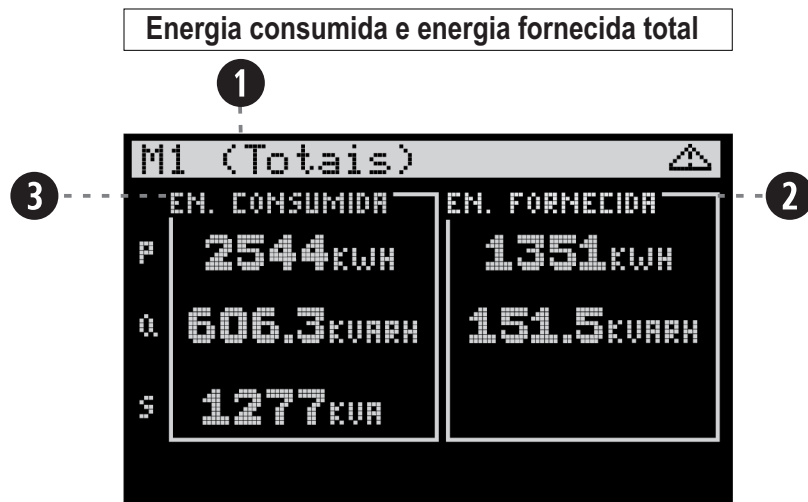 Energia consumida e energia fornecida total
1
M1 (Totais)
3
2
EN. CONSUMIDA EN. FORNECIDA
P 2544KWH 1351KWH
Q 606.3KVARH 151.5KVARH
S 1277KVA